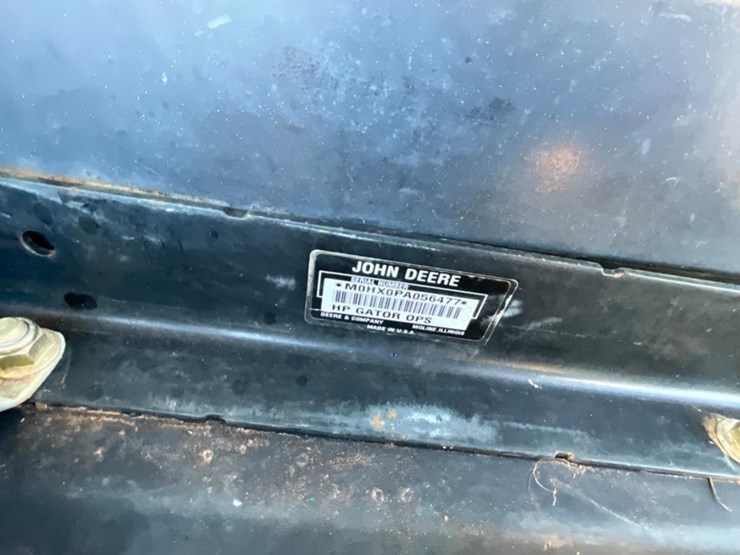 JOHN DEERE
SERIAL NUMBER
*M0HX0PA056477*
HP GATOR OPS
DEERE & COMPANY MOLINE, ILLINOIS
MADE IN U.S.A.